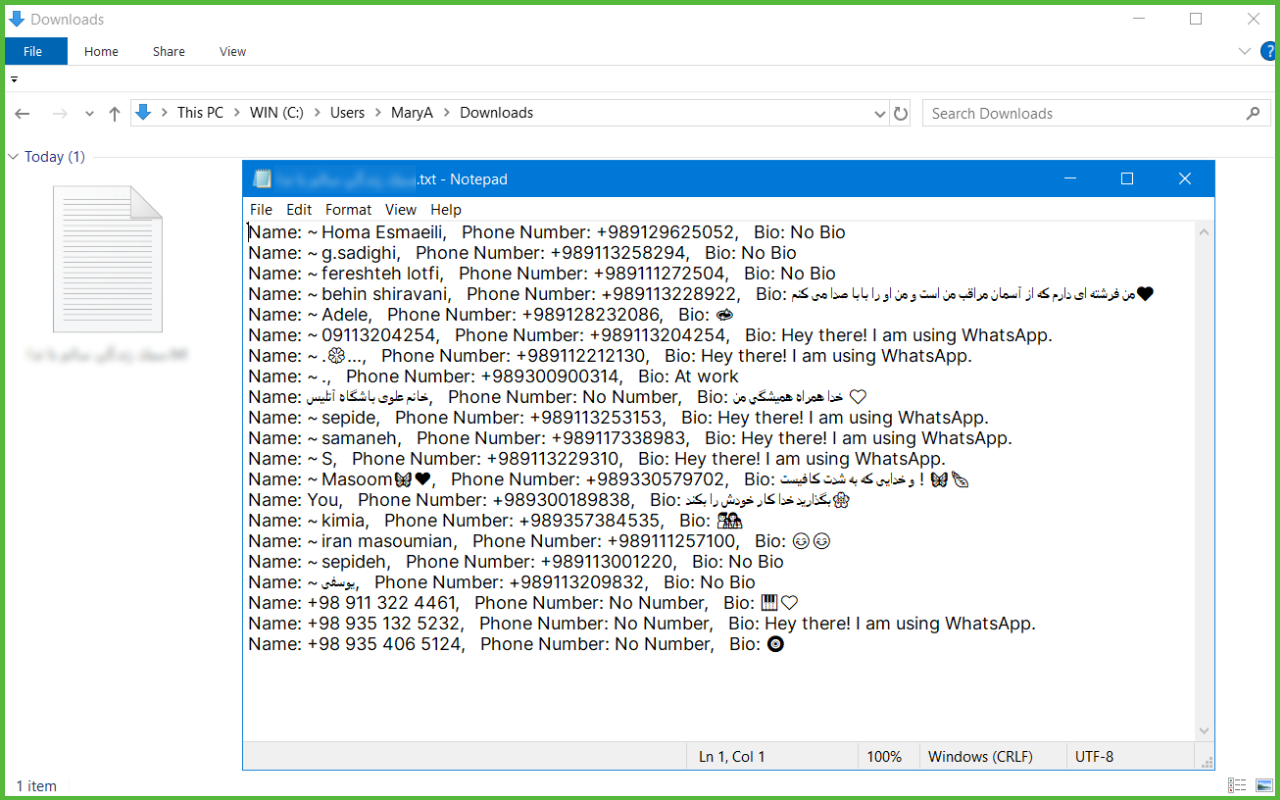 Downloads
File Home Share View
This PC > WIN (C:) > Users > MaryA > Downloads
Search Downloads
Today (1)
.txt - Notepad
File Edit Format View Help
Name: ~ Homa Esmaeili, Phone Number: +989129625052, Bio: No Bio
Name: ~ g.sadighi, Phone Number: +989113258294, Bio: No Bio
Name: ~ fereshteh lotfi, Phone Number: +989111272504, Bio: No Bio
Name: ~ behin shiravani, Phone Number: +989113228922, Bio: من فرشته ای دارم که از آسمان مراقب من است و من او را بابا صدا می کنم🖤
Name: ~ Adele, Phone Number: +989128232086, Bio: 👁
Name: ~ 09113204254, Phone Number: +989113204254, Bio: Hey there! I am using WhatsApp.
Name: ~ .🏵..., Phone Number: +989112212130, Bio: Hey there! I am using WhatsApp.
Name: ~ ., Phone Number: +989300900314, Bio: At work
Name: خانم علوی باشگاه آتلیس, Phone Number: No Number, Bio: خدا همراه همیشگی من ♡
Name: ~ sepide, Phone Number: +989113253153, Bio: Hey there! I am using WhatsApp.
Name: ~ samaneh, Phone Number: +989117338983, Bio: Hey there! I am using WhatsApp.
Name: ~ S, Phone Number: +989113229310, Bio: Hey there! I am using WhatsApp.
Name: ~ Masoom🦋🖤, Phone Number: +989330579702, Bio: و خدایی که به شدت کافیست ! 🦋
Name: You, Phone Number: +989300189838, Bio: بگذارید خدا کار خودش را بکند🌸
Name: ~ kimia, Phone Number: +989357384535, Bio: 👭
Name: ~ iran masoumian, Phone Number: +989111257100, Bio: 😊😊
Name: ~ sepideh, Phone Number: +989113001220, Bio: No Bio
Name: ~ یوسفی, Phone Number: +989113209832, Bio: No Bio
Name: +98 911 322 4461, Phone Number: No Number, Bio: 🎹♡
Name: +98 935 132 5232, Phone Number: No Number, Bio: Hey there! I am using WhatsApp.
Name: +98 935 406 5124, Phone Number: No Number, Bio: 🧿
Ln 1, Col 1 100% Windows (CRLF) UTF-8
1 item